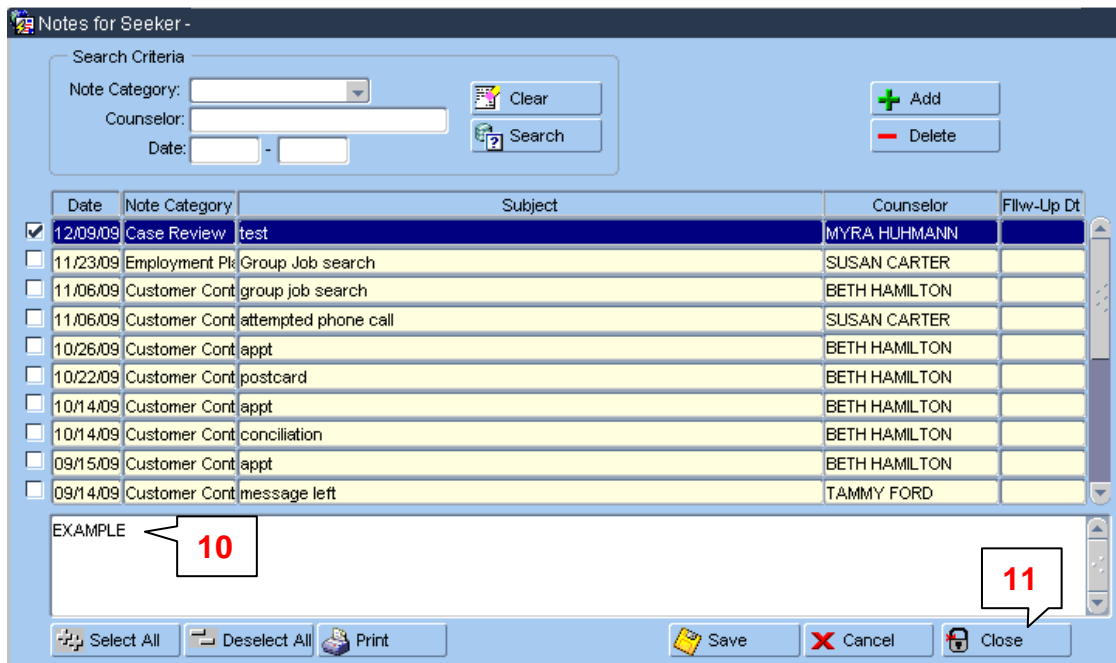 Notes for Seeker -
Search Criteria
Note Category:
Clear
Add
Counselor:
Search
Delete
Date: -
Date Note Category Subject Counselor Fllw-Up Dt
12/09/09 Case Review test MYRA HUHMANN
11/23/09 Employment Pla Group Job search SUSAN CARTER
11/06/09 Customer Cont group job search BETH HAMILTON
11/06/09 Customer Cont attempted phone call SUSAN CARTER
10/26/09 Customer Cont appt BETH HAMILTON
10/22/09 Customer Cont postcard BETH HAMILTON
10/14/09 Customer Cont appt BETH HAMILTON
10/14/09 Customer Cont conciliation BETH HAMILTON
09/15/09 Customer Cont appt BETH HAMILTON
09/14/09 Customer Cont message left TAMMY FORD
EXAMPLE
10
11
Select All Deselect All Print Save Cancel Close